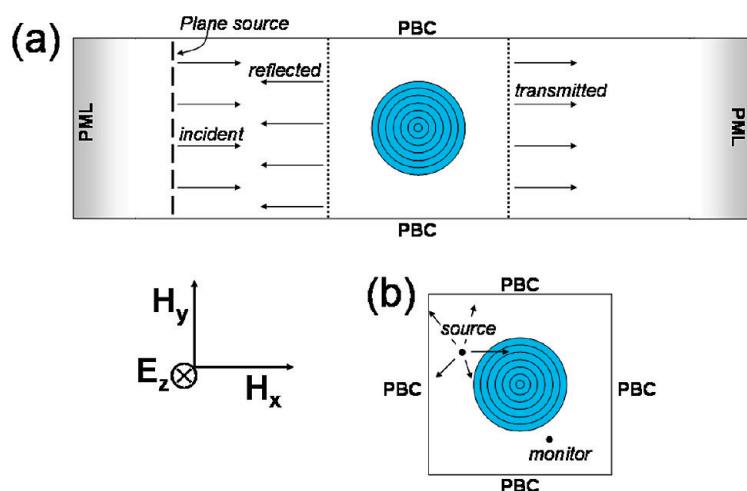 (a)
PBC
Plane source
reflected
transmitted
incident
PML
PML
PBC
(b)
PBC
source
PBC
PBC
monitor
PBC
Hy
Ez
Hx